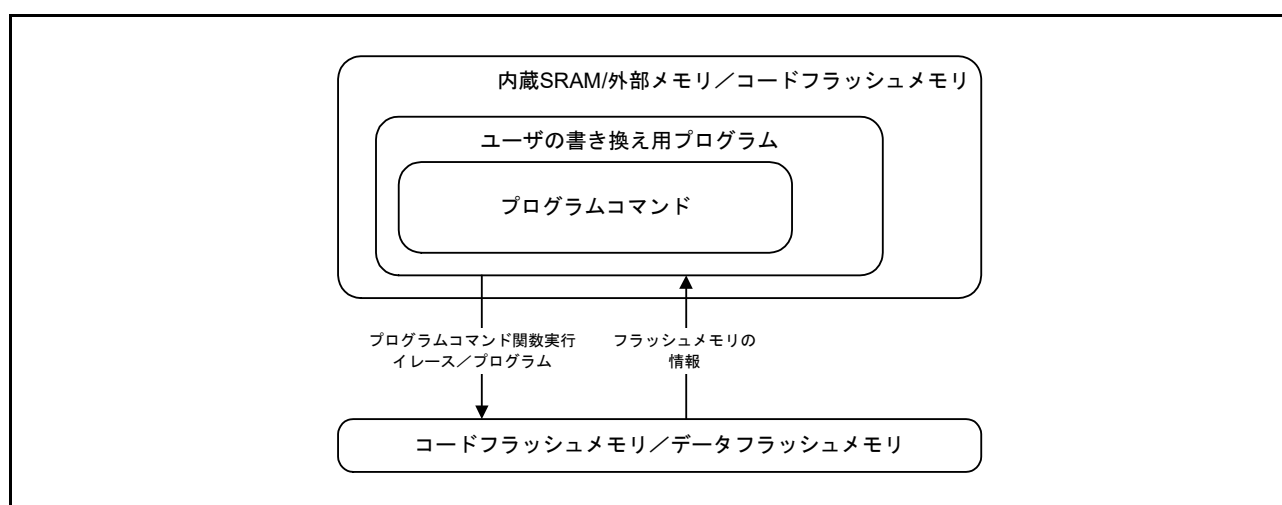 内蔵SRAM/外部メモリ／コードフラッシュメモリ
ユーザの書き換え用プログラム
プログラムコマンド
プログラムコマンド関数実行
イレース／プログラム
フラッシュメモリの
情報
コードフラッシュメモリ／データフラッシュメモリ